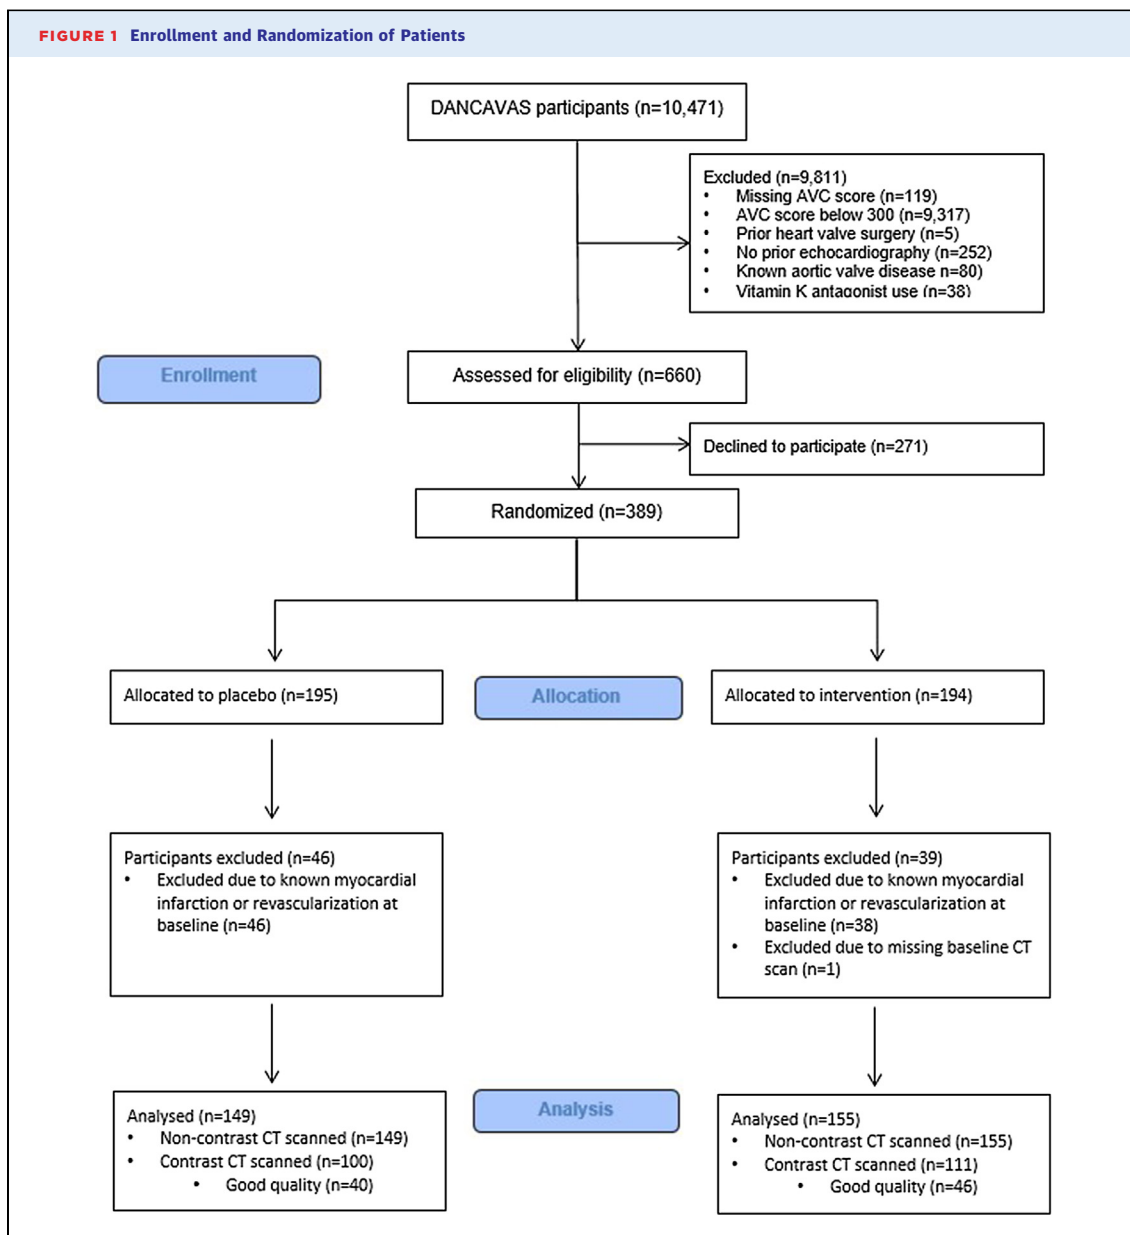 FIGURE 1 Enrollment and Randomization of Patients
DANCAVAS participants (n=10,471)
Excluded (n=9,811)
• Missing AVC score (n=119)
• AVC score below 300 (n=9,317)
• Prior heart valve surgery (n=5)
• No prior echocardiography (n=252)
• Known aortic valve disease n=80)
• Vitamin K antagonist use (n=38)
Enrollment
Assessed for eligibility (n=660)
Declined to participate (n=271)
Randomized (n=389)
Allocated to placebo (n=195)
Allocation
Allocated to intervention (n=194)
Participants excluded (n=46)
• Excluded due to known myocardial
infarction or revascularization at
baseline (n=46)
Participants excluded (n=39)
• Excluded due to known myocardial
infarction or revascularization at
baseline (n=38)
• Excluded due to missing baseline CT
scan (n=1)
Analysed (n=149)
• Non-contrast CT scanned (n=149)
• Contrast CT scanned (n=100)
• Good quality (n=40)
Analysis
Analysed (n=155)
• Non-contrast CT scanned (n=155)
• Contrast CT scanned (n=111)
• Good quality (n=46)